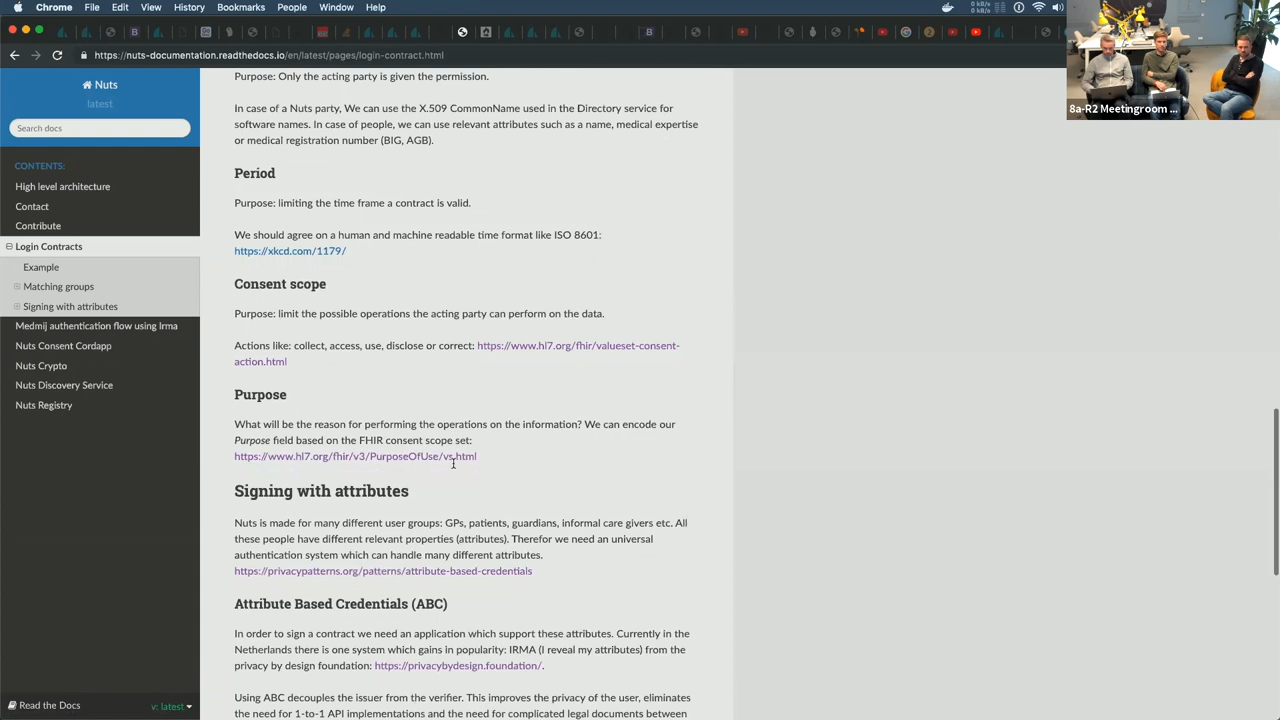 Chrome File Edit View History Bookmarks People Window Help
0 kB/s
0 kB/s
https://nuts-documentation.readthedocs.io/en/latest/pages/login-contract.html
8a-R2 Meetingroom ...
Nuts
latest
Search docs
CONTENTS:
High level architecture
Contact
Contribute
Login Contracts
Example
Matching groups
Signing with attributes
Medmij authentication flow using Irma
Nuts Consent Cordapp
Nuts Crypto
Nuts Discovery Service
Nuts Registry
Read the Docs
v: latest
Purpose: Only the acting party is given the permission.
In case of a Nuts party, We can use the X.509 CommonName used in the Directory service for
software names. In case of people, we can use relevant attributes such as a name, medical expertise
or medical registration number (BIG, AGB).
Period
Purpose: limiting the time frame a contract is valid.
We should agree on a human and machine readable time format like ISO 8601:
https://xkcd.com/1179/
Consent scope
Purpose: limit the possible operations the acting party can perform on the data.
Actions like: collect, access, use, disclose or correct: https://www.hl7.org/fhir/valueset-consent-
action.html
Purpose
What will be the reason for performing the operations on the information? We can encode our
Purpose field based on the FHIR consent scope set:
https://www.hl7.org/fhir/v3/PurposeOfUse/vs.html
Signing with attributes
Nuts is made for many different user groups: GPs, patients, guardians, informal care givers etc. All
these people have different relevant properties (attributes). Therefor we need an universal
authentication system which can handle many different attributes.
https://privacypatterns.org/patterns/attribute-based-credentials
Attribute Based Credentials (ABC)
In order to sign a contract we need an application which support these attributes. Currently in the
Netherlands there is one system which gains in popularity: IRMA (I reveal my attributes) from the
privacy by design foundation: https://privacybydesign.foundation/.
Using ABC decouples the issuer from the verifier. This improves the privacy of the user, eliminates
the need for 1-to-1 API implementations and the need for complicated legal documents between